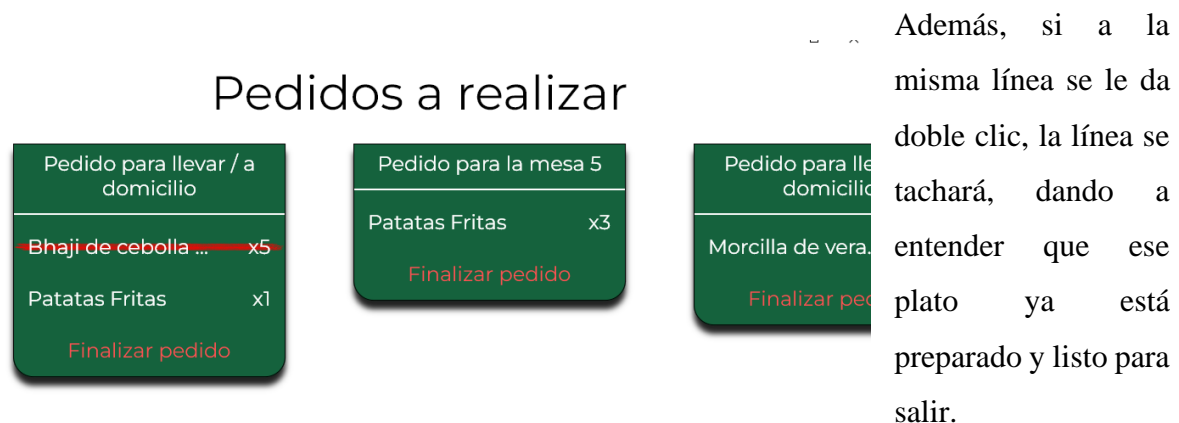 Pedidos a realizar
Pedido para llevar / a
domicilio
Bhaji de cebolla ... x5
Patatas Fritas x1
Finalizar pedido
Pedido para la mesa 5
Patatas Fritas x3
Finalizar pedido
Pedido para lle
domicilio
Morcilla de vera.
Finalizar ped
Además, si a la
misma línea se le da
doble clic, la línea se
tachará, dando a
entender que ese
plato ya está
preparado y listo para
salir.